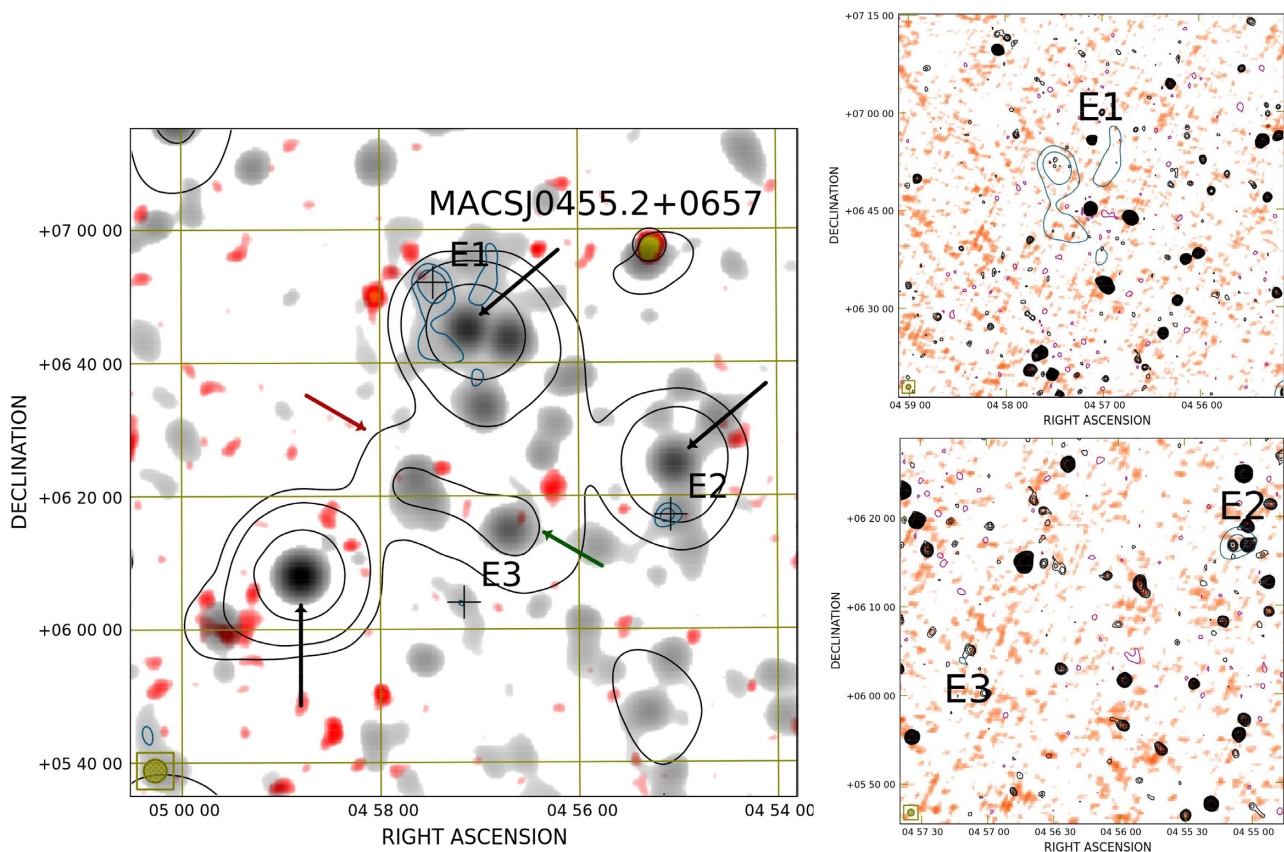 MACSJ0455.2+0657
E1
E2
E3
+07 00 00
+06 40 00
+06 20 00
+06 00 00
+05 40 00
DECLINATION
05 00 00
04 58 00
04 56 00
04 54 00
RIGHT ASCENSION
+07 15 00
+07 00 00
+06 45 00
+06 30 00
DECLINATION
E1
04 59 00
04 58 00
04 57 00
04 56 00
RIGHT ASCENSION
+06 20 00
+06 10 00
+06 00 00
+05 50 00
DECLINATION
E2
E3
04 57 30
04 57 00
04 56 30
04 56 00
04 55 30
04 55 00
RIGHT ASCENSION